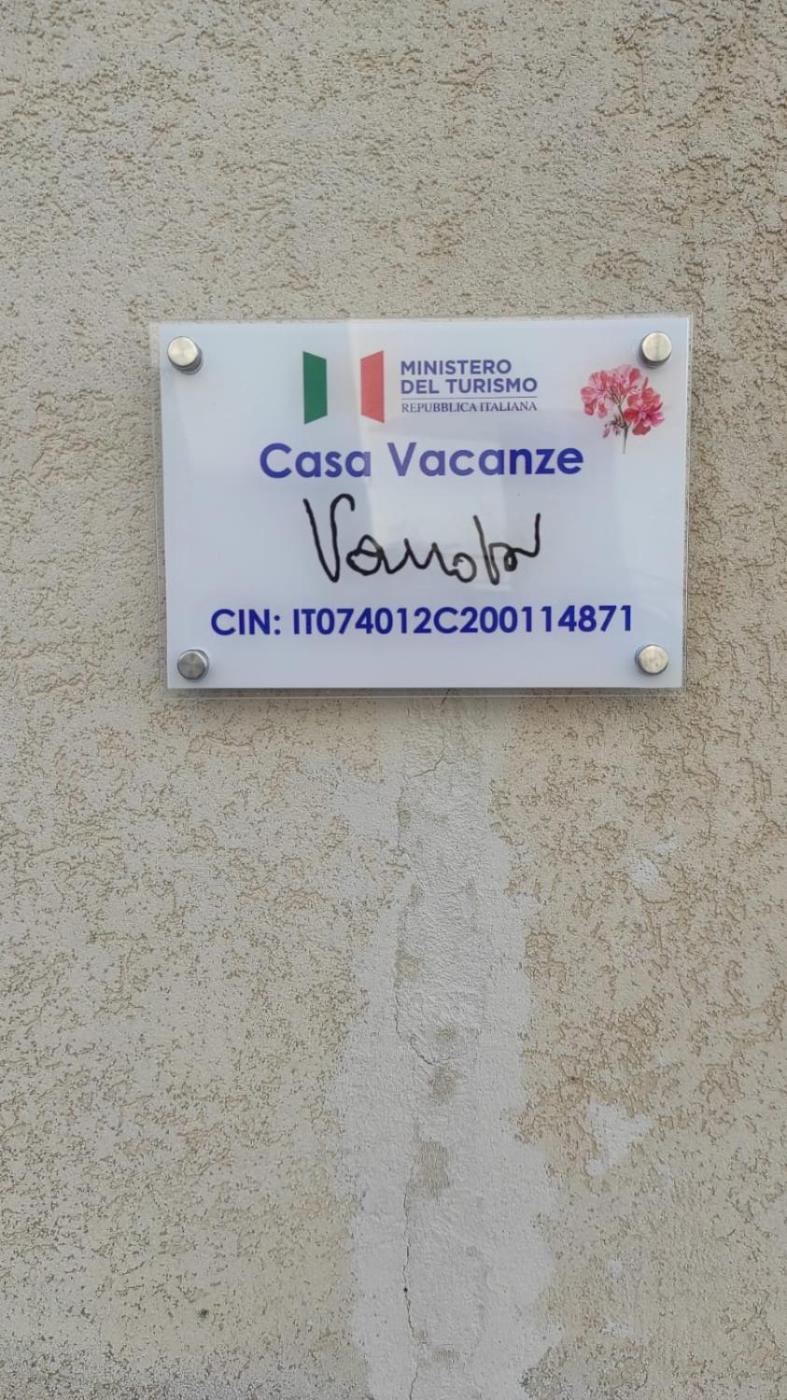 MINISTERO
DEL TURISMO
REPUBBLICA ITALIANA
Casa Vacanze
CIN: IT074012C200114871